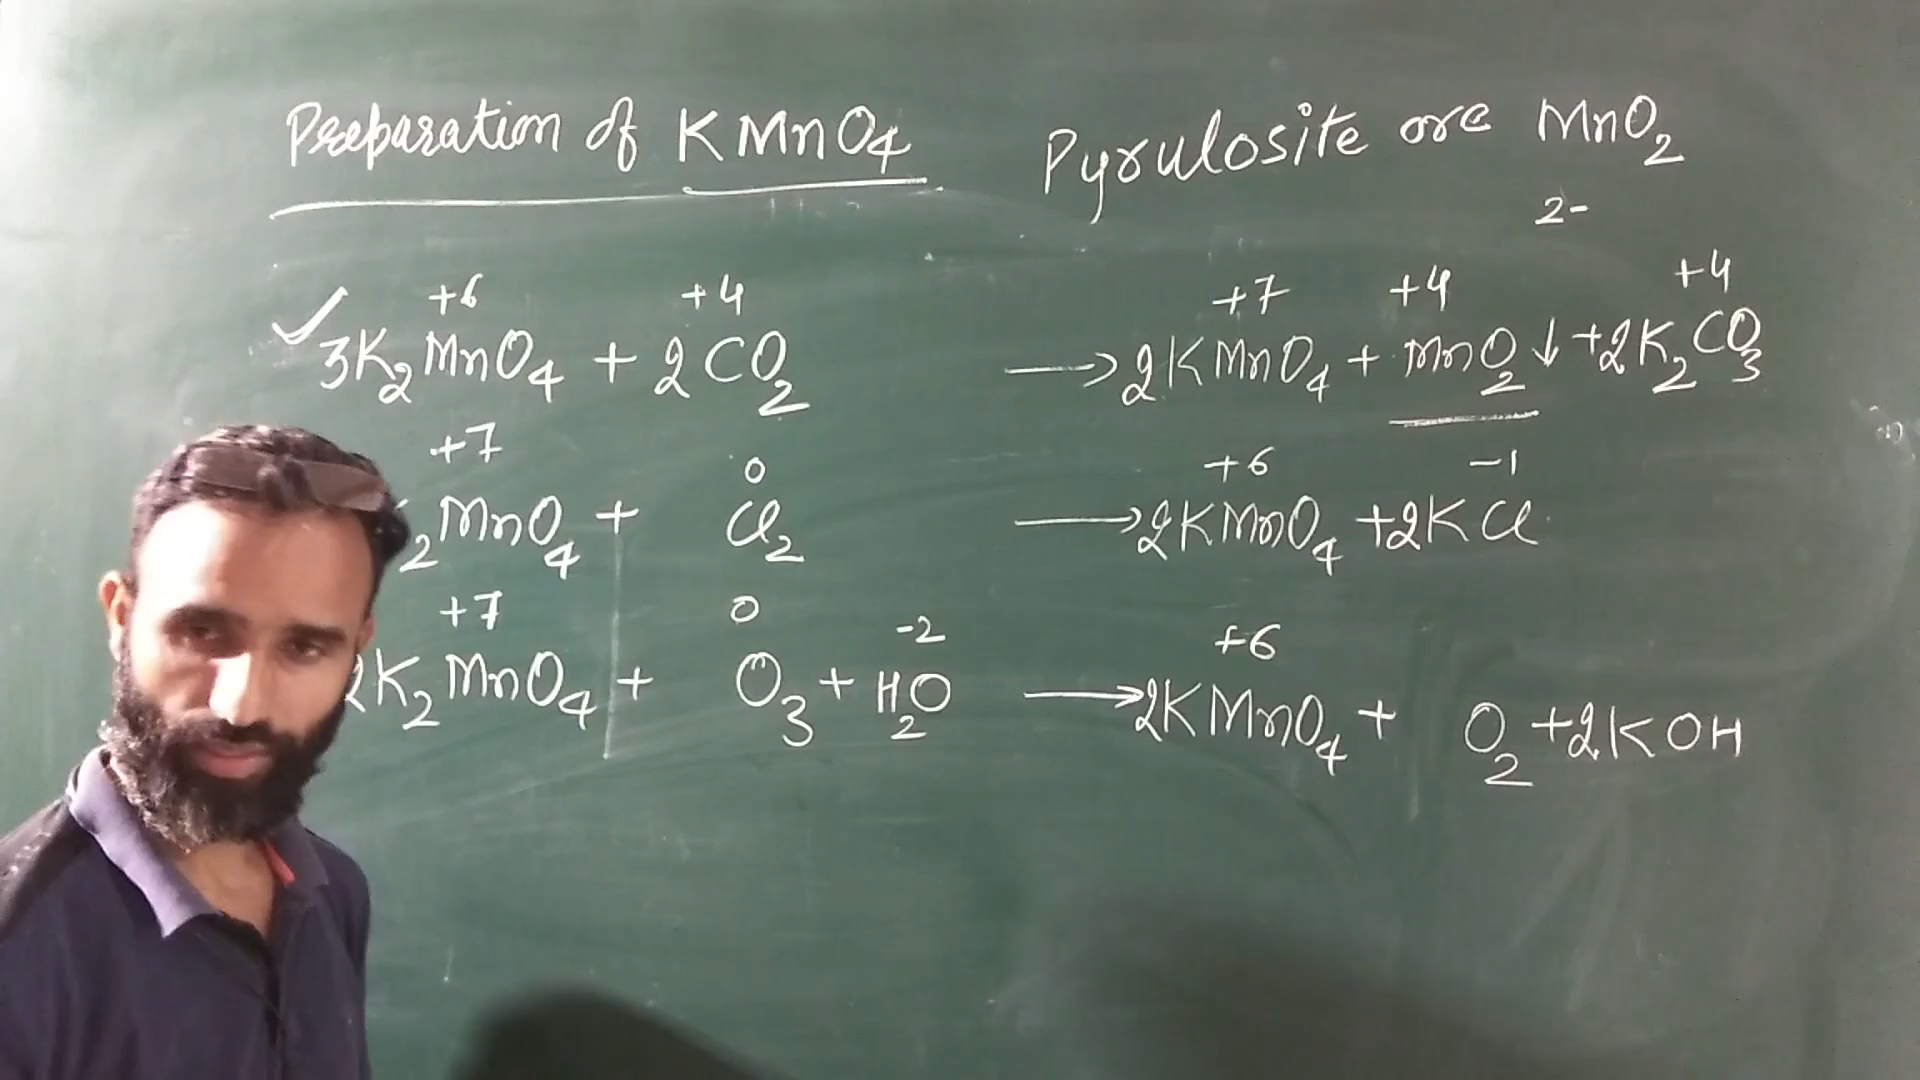 Preparation of KMnO₄ Pyrulosite ore MnO₂
2-
+6 +4 +7 +4 +4
3K₂MnO₄ + 2CO₂ → 2KMnO₄ + MnO₂↓ + 2K₂CO₃
+7 0 +6 -1
₂MnO₄ + Cl₂ → 2KMnO₄ + 2KCl
+7 0 -2 +6
2K₂MnO₄ + O₃ + H₂O → 2KMnO₄ + O₂ + 2KOH